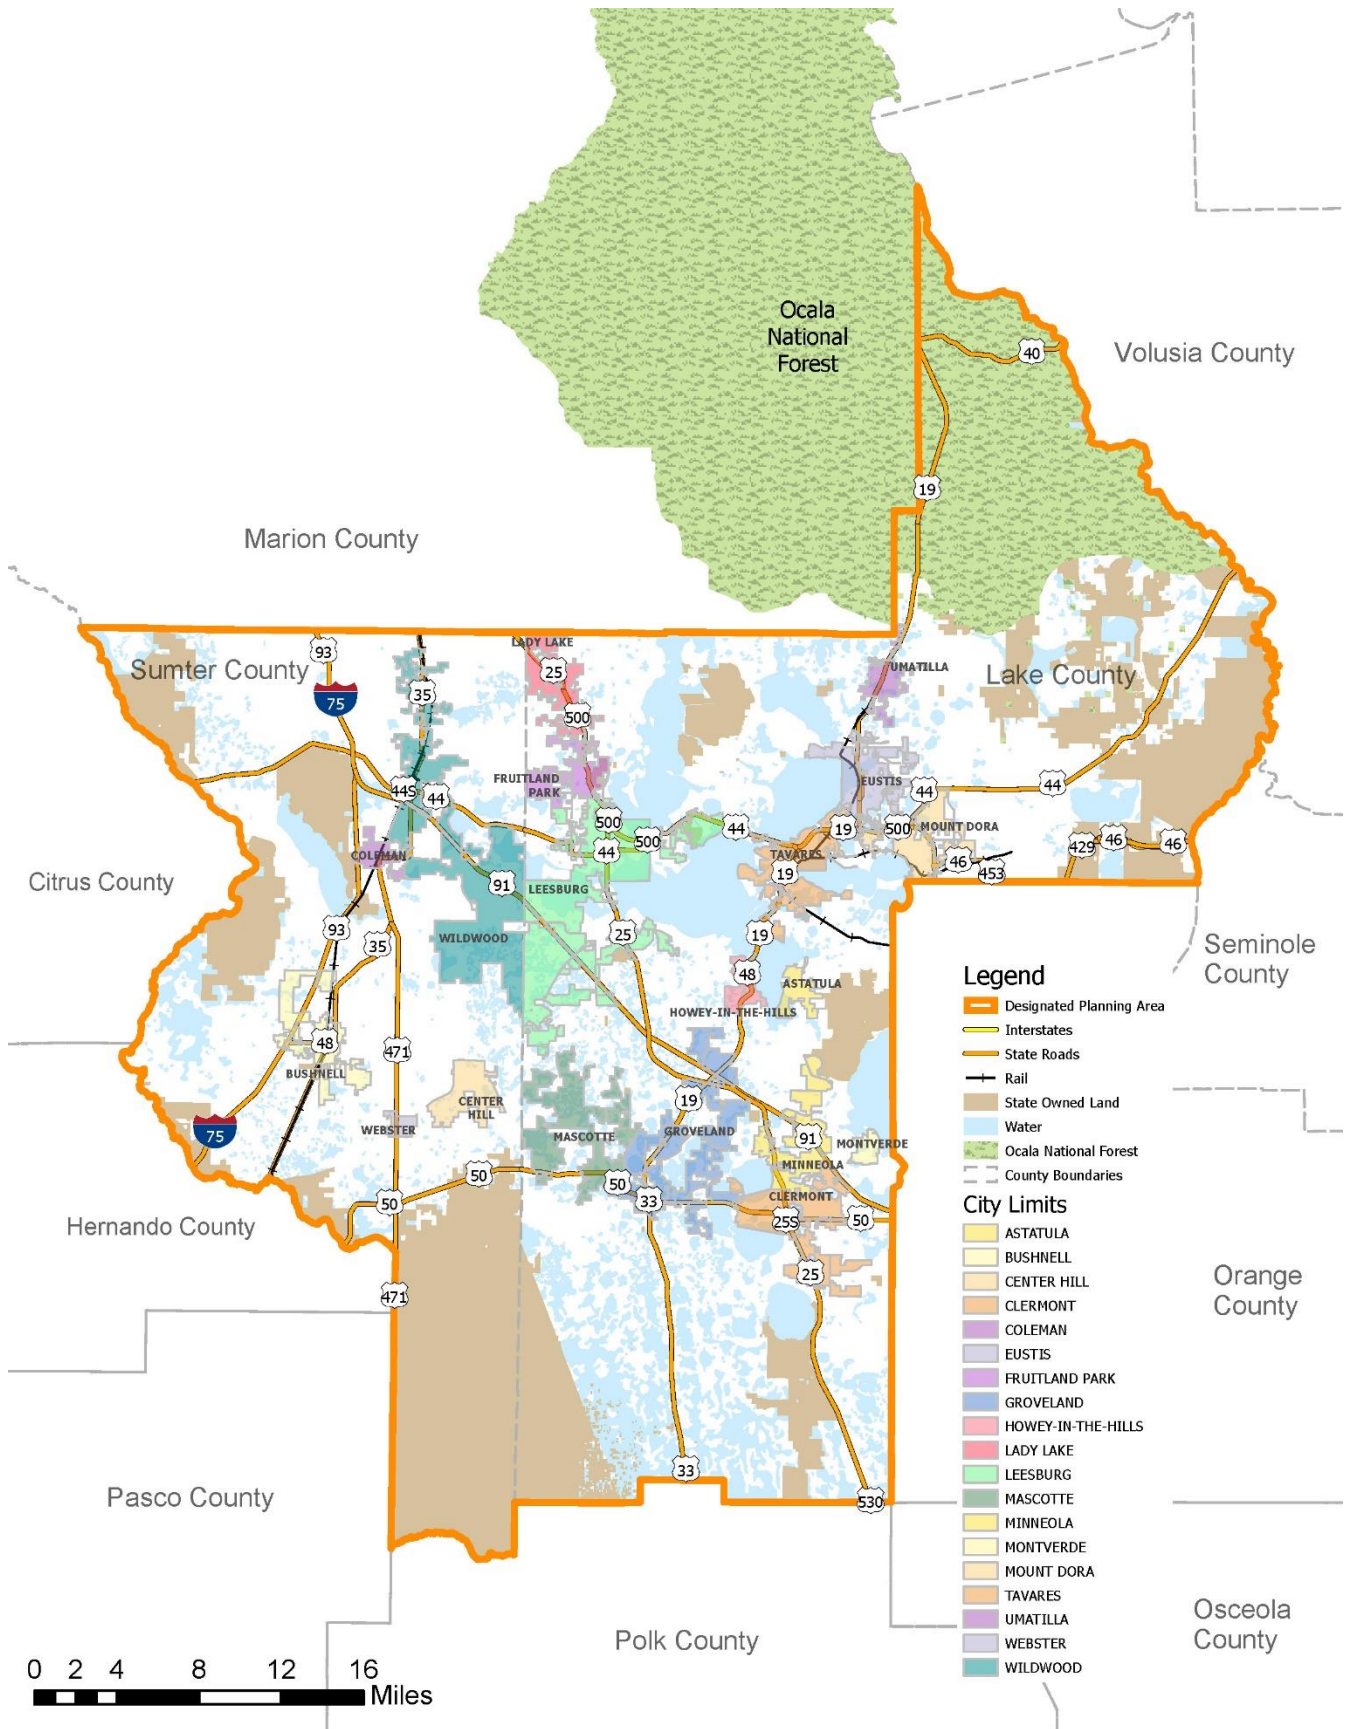 Ocala
National
Forest
40
Volusia County
19
Marion County
93
Sumter County
75
35
LADY LAKE
25
500
UMATILLA
Lake County
FRUITLAND
PARK
44S
44
EUSTIS
44
44
500
500
44
19
500
MOUNT DORA
COLEMAN
44
TAVARES
19
46
453
429
46
46
Citrus County
91
LEESBURG
93
35
WILDWOOD
25
19
48
ASTATULA
HOWEY-IN-THE-HILLS
Seminole
County
48
BUSHNELL
471
75
WEBSTER
CENTER
HILL
MASCOTTE
19
GROVELAND
91
MONTVERDE
MINNEOLA
CLERMONT
50
50
50
33
25S
50
25
Hernando County
471
33
530
Pasco County
Polk County
Orange
County
Osceola
County
Legend
Designated Planning Area
Interstates
State Roads
Rail
State Owned Land
Water
Ocala National Forest
County Boundaries
City Limits
ASTATULA
BUSHNELL
CENTER HILL
CLERMONT
COLEMAN
EUSTIS
FRUITLAND PARK
GROVELAND
HOWEY-IN-THE-HILLS
LADY LAKE
LEESBURG
MASCOTTE
MINNEOLA
MONTVERDE
MOUNT DORA
TAVARES
UMATILLA
WEBSTER
WILDWOOD
0 2 4 8 12 16
Miles